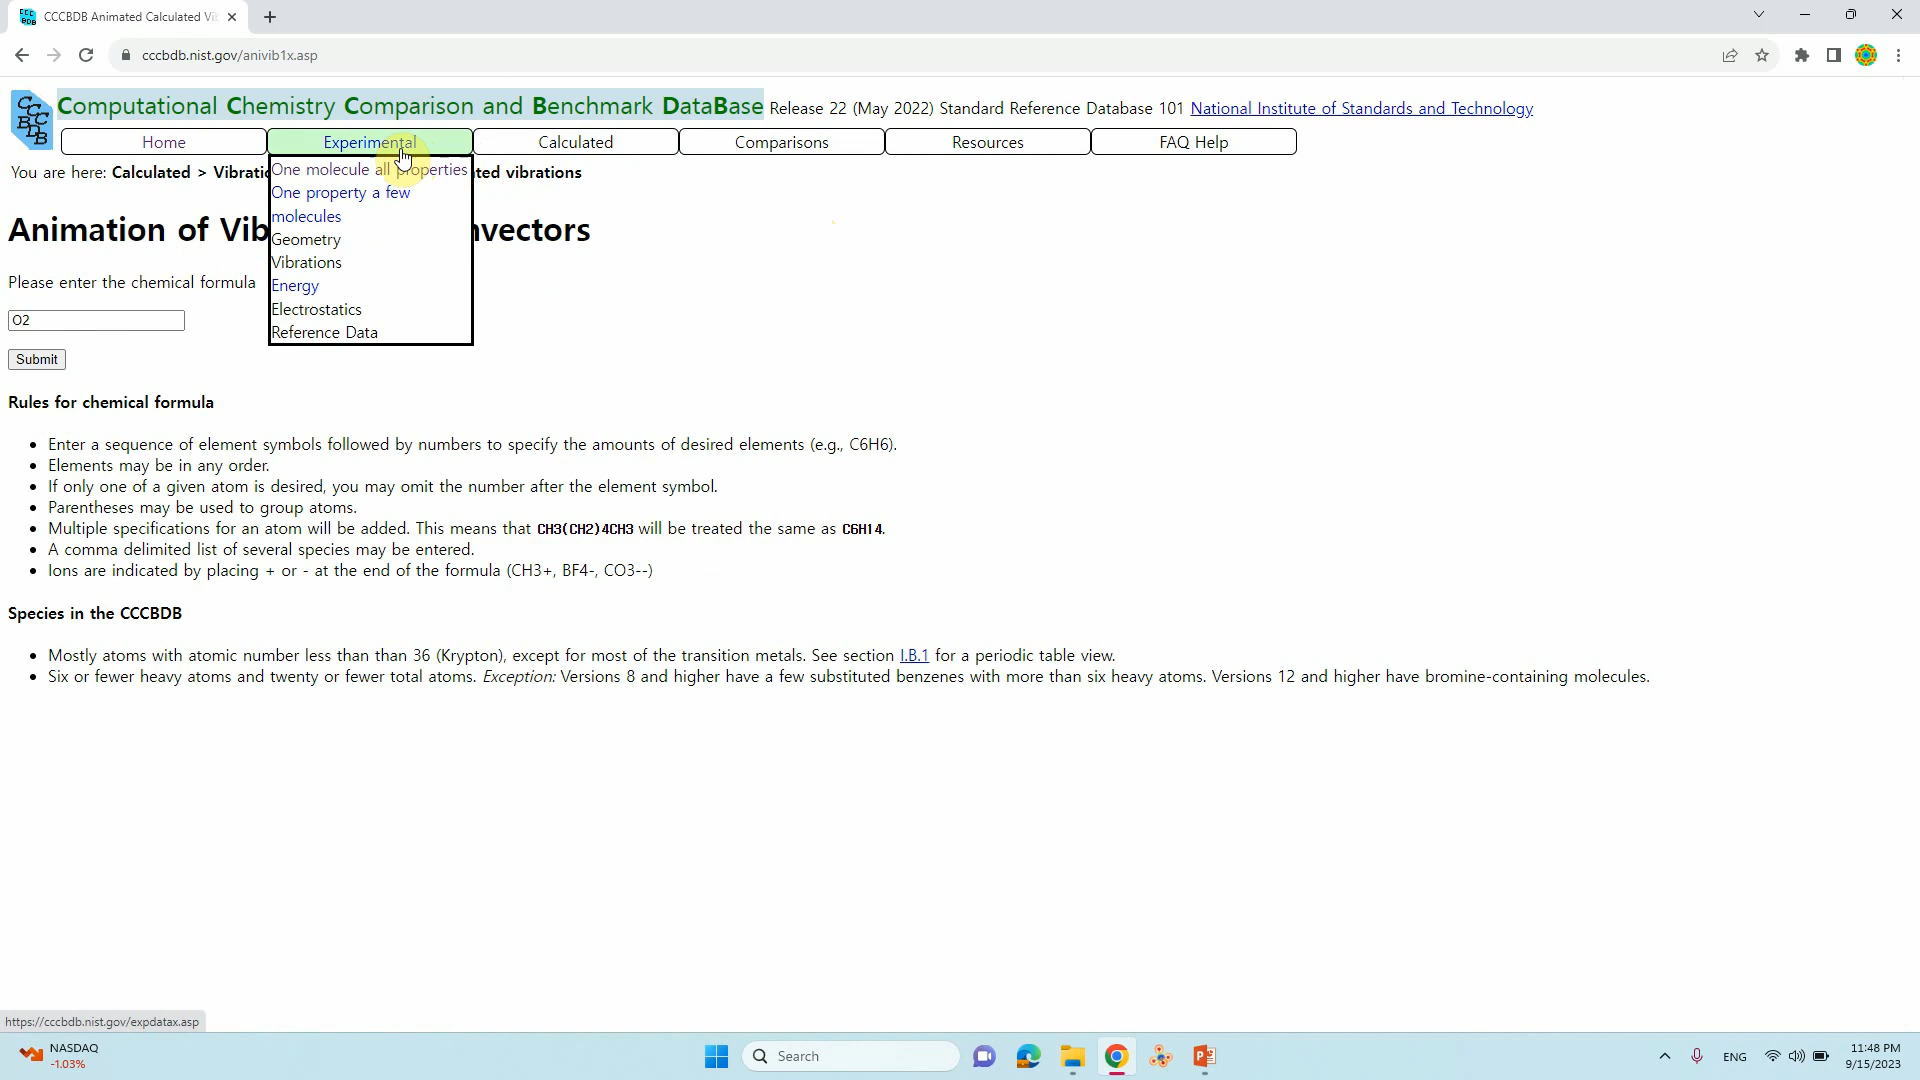 CCCBDB Animated Calculated Vi
cccbdb.nist.gov/anivib1x.asp
CCCBDB
Computational Chemistry Comparison and Benchmark DataBase Release 22 (May 2022) Standard Reference Database 101 National Institute of Standards and Technology
Home Experimental Calculated Comparisons Resources FAQ Help
You are here: Calculated > Vibrati ted vibrations
One molecule all properties
One property a few
molecules
Geometry
Vibrations
Energy
Electrostatics
Reference Data
Animation of Vib nvectors
Please enter the chemical formula
O2
Submit
Rules for chemical formula
• Enter a sequence of element symbols followed by numbers to specify the amounts of desired elements (e.g., C6H6).
• Elements may be in any order.
• If only one of a given atom is desired, you may omit the number after the element symbol.
• Parentheses may be used to group atoms.
• Multiple specifications for an atom will be added. This means that CH3(CH2)4CH3 will be treated the same as C6H14.
• A comma delimited list of several species may be entered.
• Ions are indicated by placing + or - at the end of the formula (CH3+, BF4-, CO3--)
Species in the CCCBDB
• Mostly atoms with atomic number less than than 36 (Krypton), except for most of the transition metals. See section I.B.1 for a periodic table view.
• Six or fewer heavy atoms and twenty or fewer total atoms. Exception: Versions 8 and higher have a few substituted benzenes with more than six heavy atoms. Versions 12 and higher have bromine-containing molecules.
https://cccbdb.nist.gov/expdatax.asp
NASDAQ
-1.03%
Search
ENG
11:48 PM
9/15/2023